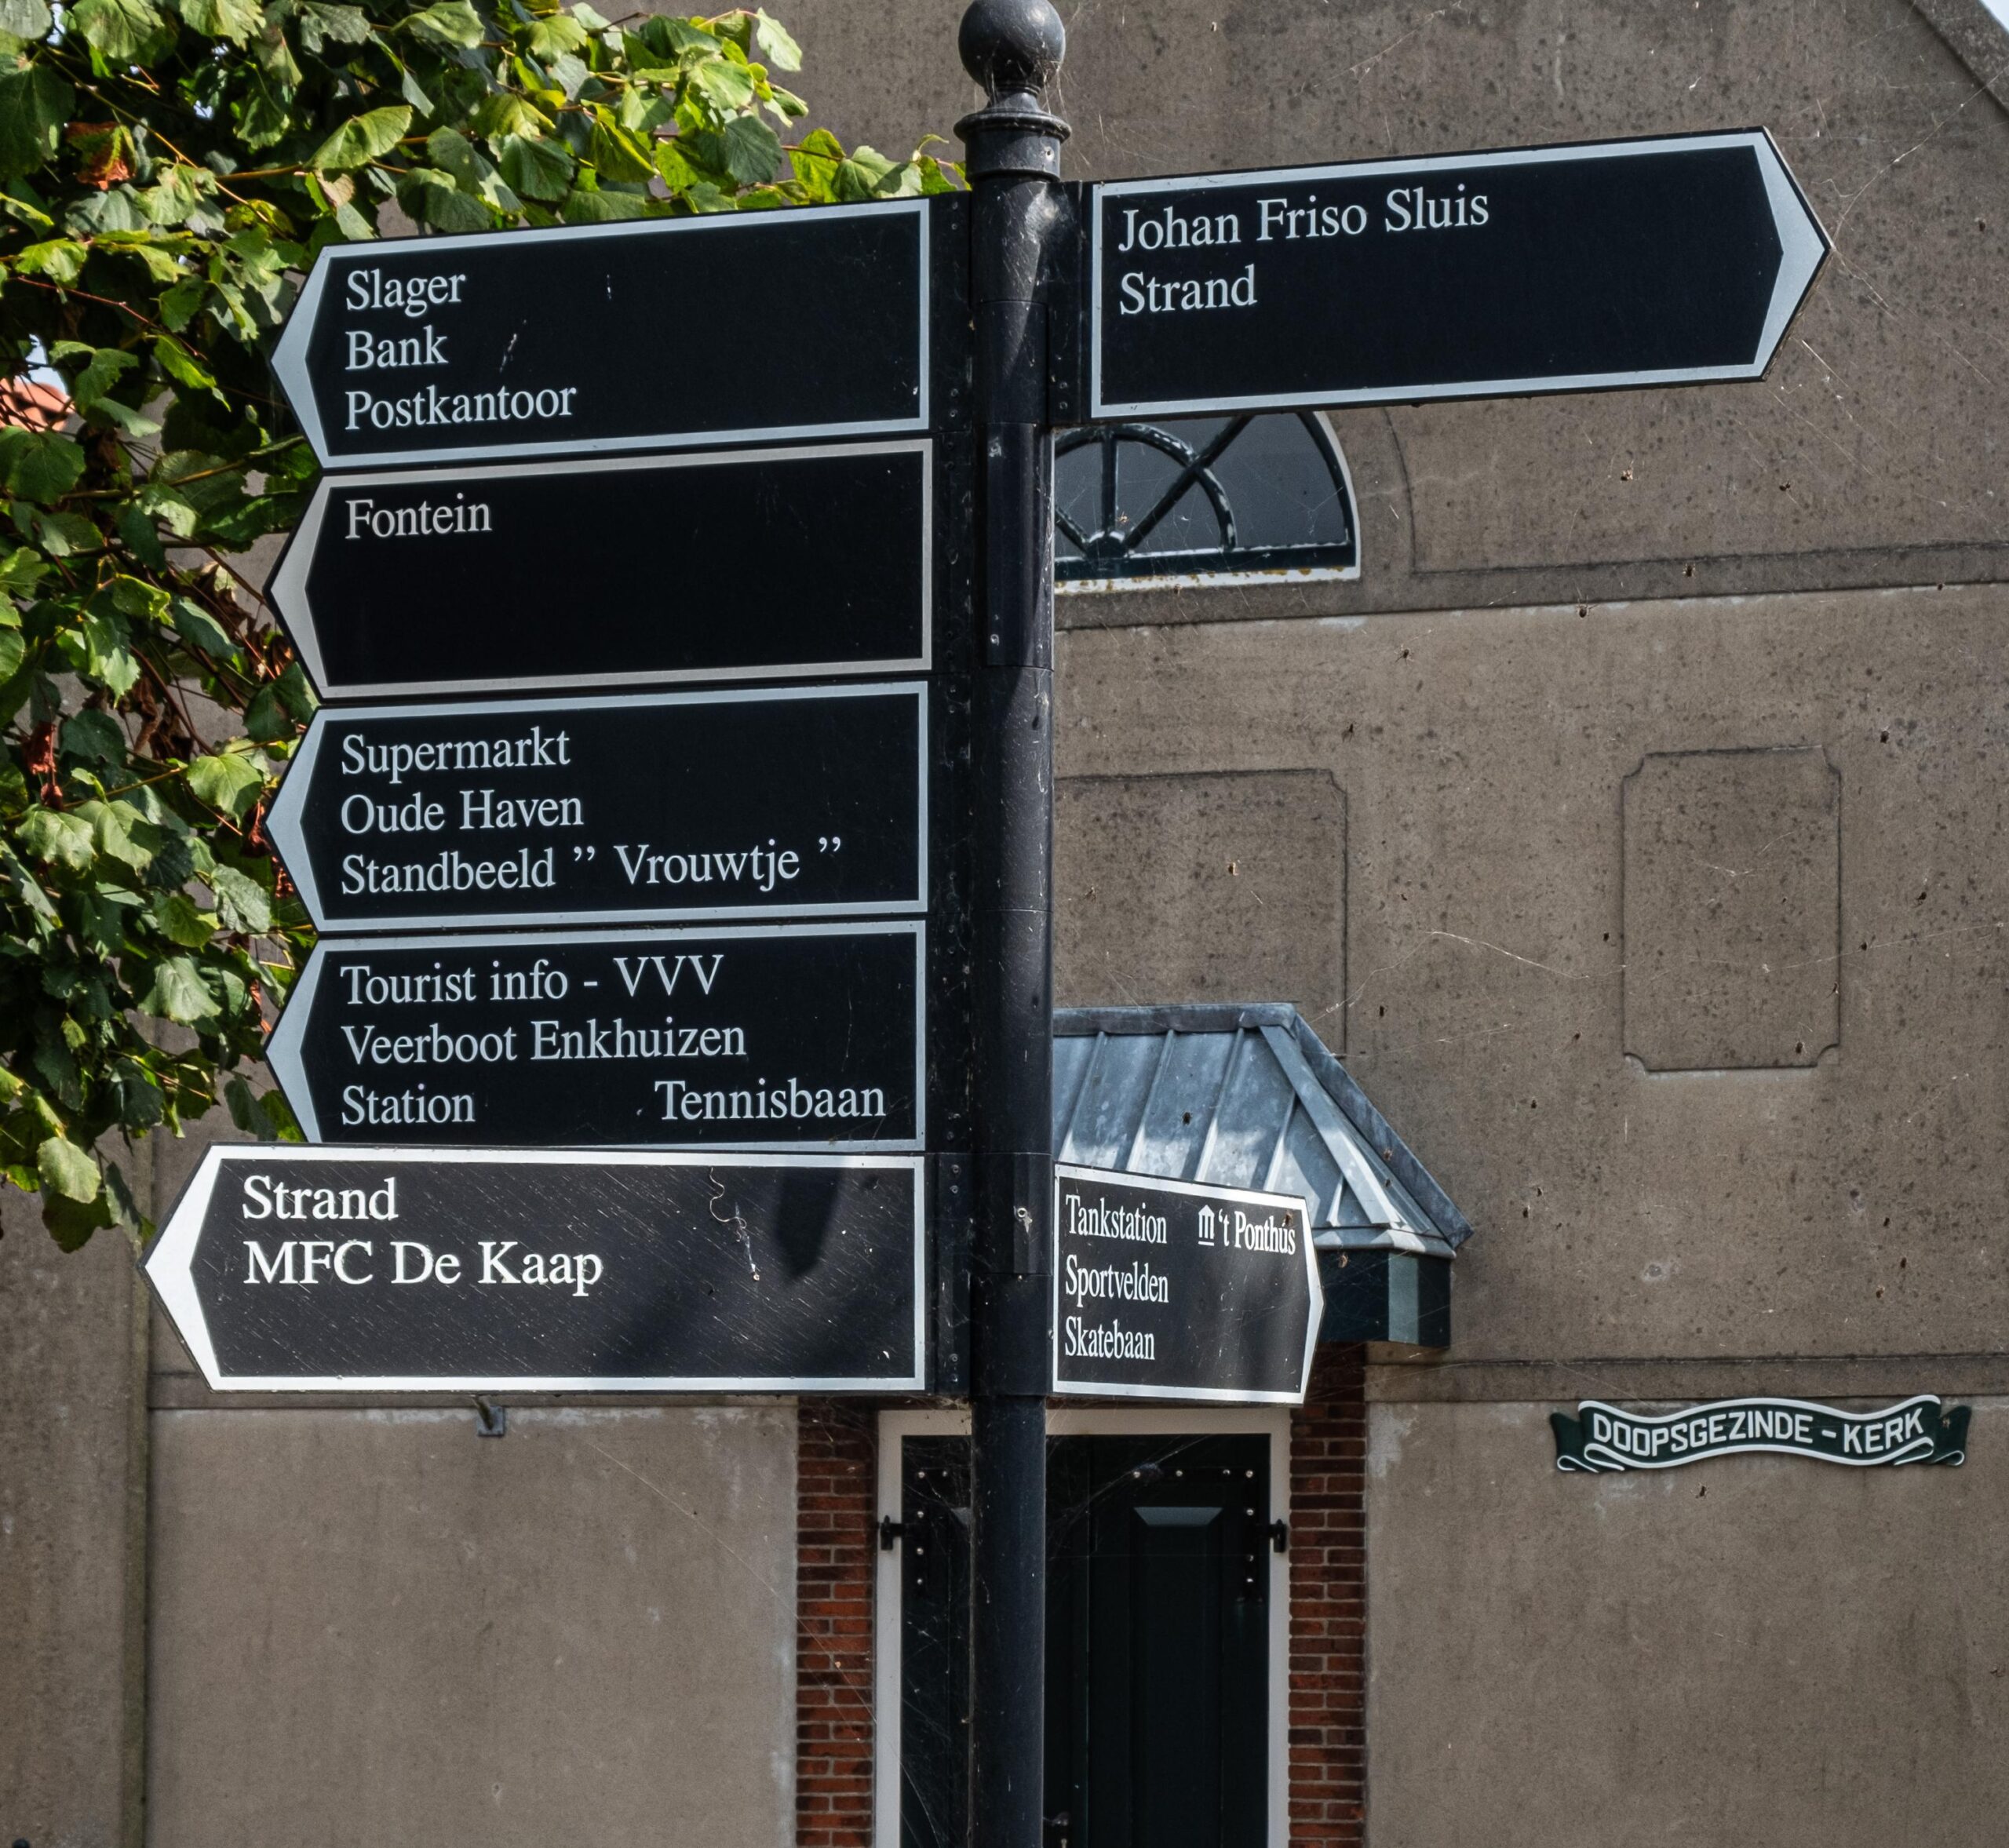 Slager
Bank
Postkantoor
Fontein
Supermarkt
Oude Haven
Standbeeld ” Vrouwtje ”
Tourist info - VVV
Veerboot Enkhuizen
Station Tennisbaan
Strand
MFC De Kaap
Johan Friso Sluis
Strand
Tankstation ‘t Ponthús
Sportvelden
Skatebaan
DOOPSGEZINDE - KERK